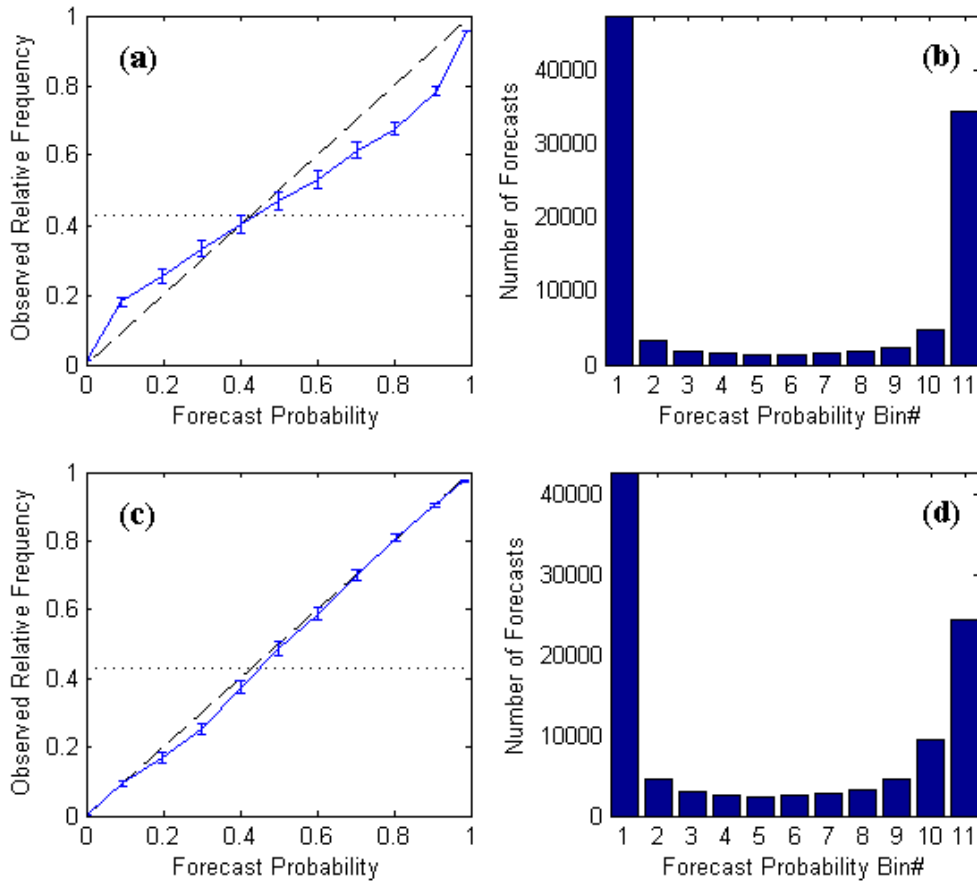 (a)
Observed Relative Frequency
1
0.8
0.6
0.4
0.2
0
0 0.2 0.4 0.6 0.8 1
Forecast Probability
(b)
Number of Forecasts
40000
30000
20000
10000
0
1 2 3 4 5 6 7 8 9 10 11
Forecast Probability Bin#
(c)
Observed Relative Frequency
1
0.8
0.6
0.4
0.2
0
0 0.2 0.4 0.6 0.8 1
Forecast Probability
(d)
Number of Forecasts
40000
30000
20000
10000
0
1 2 3 4 5 6 7 8 9 10 11
Forecast Probability Bin#